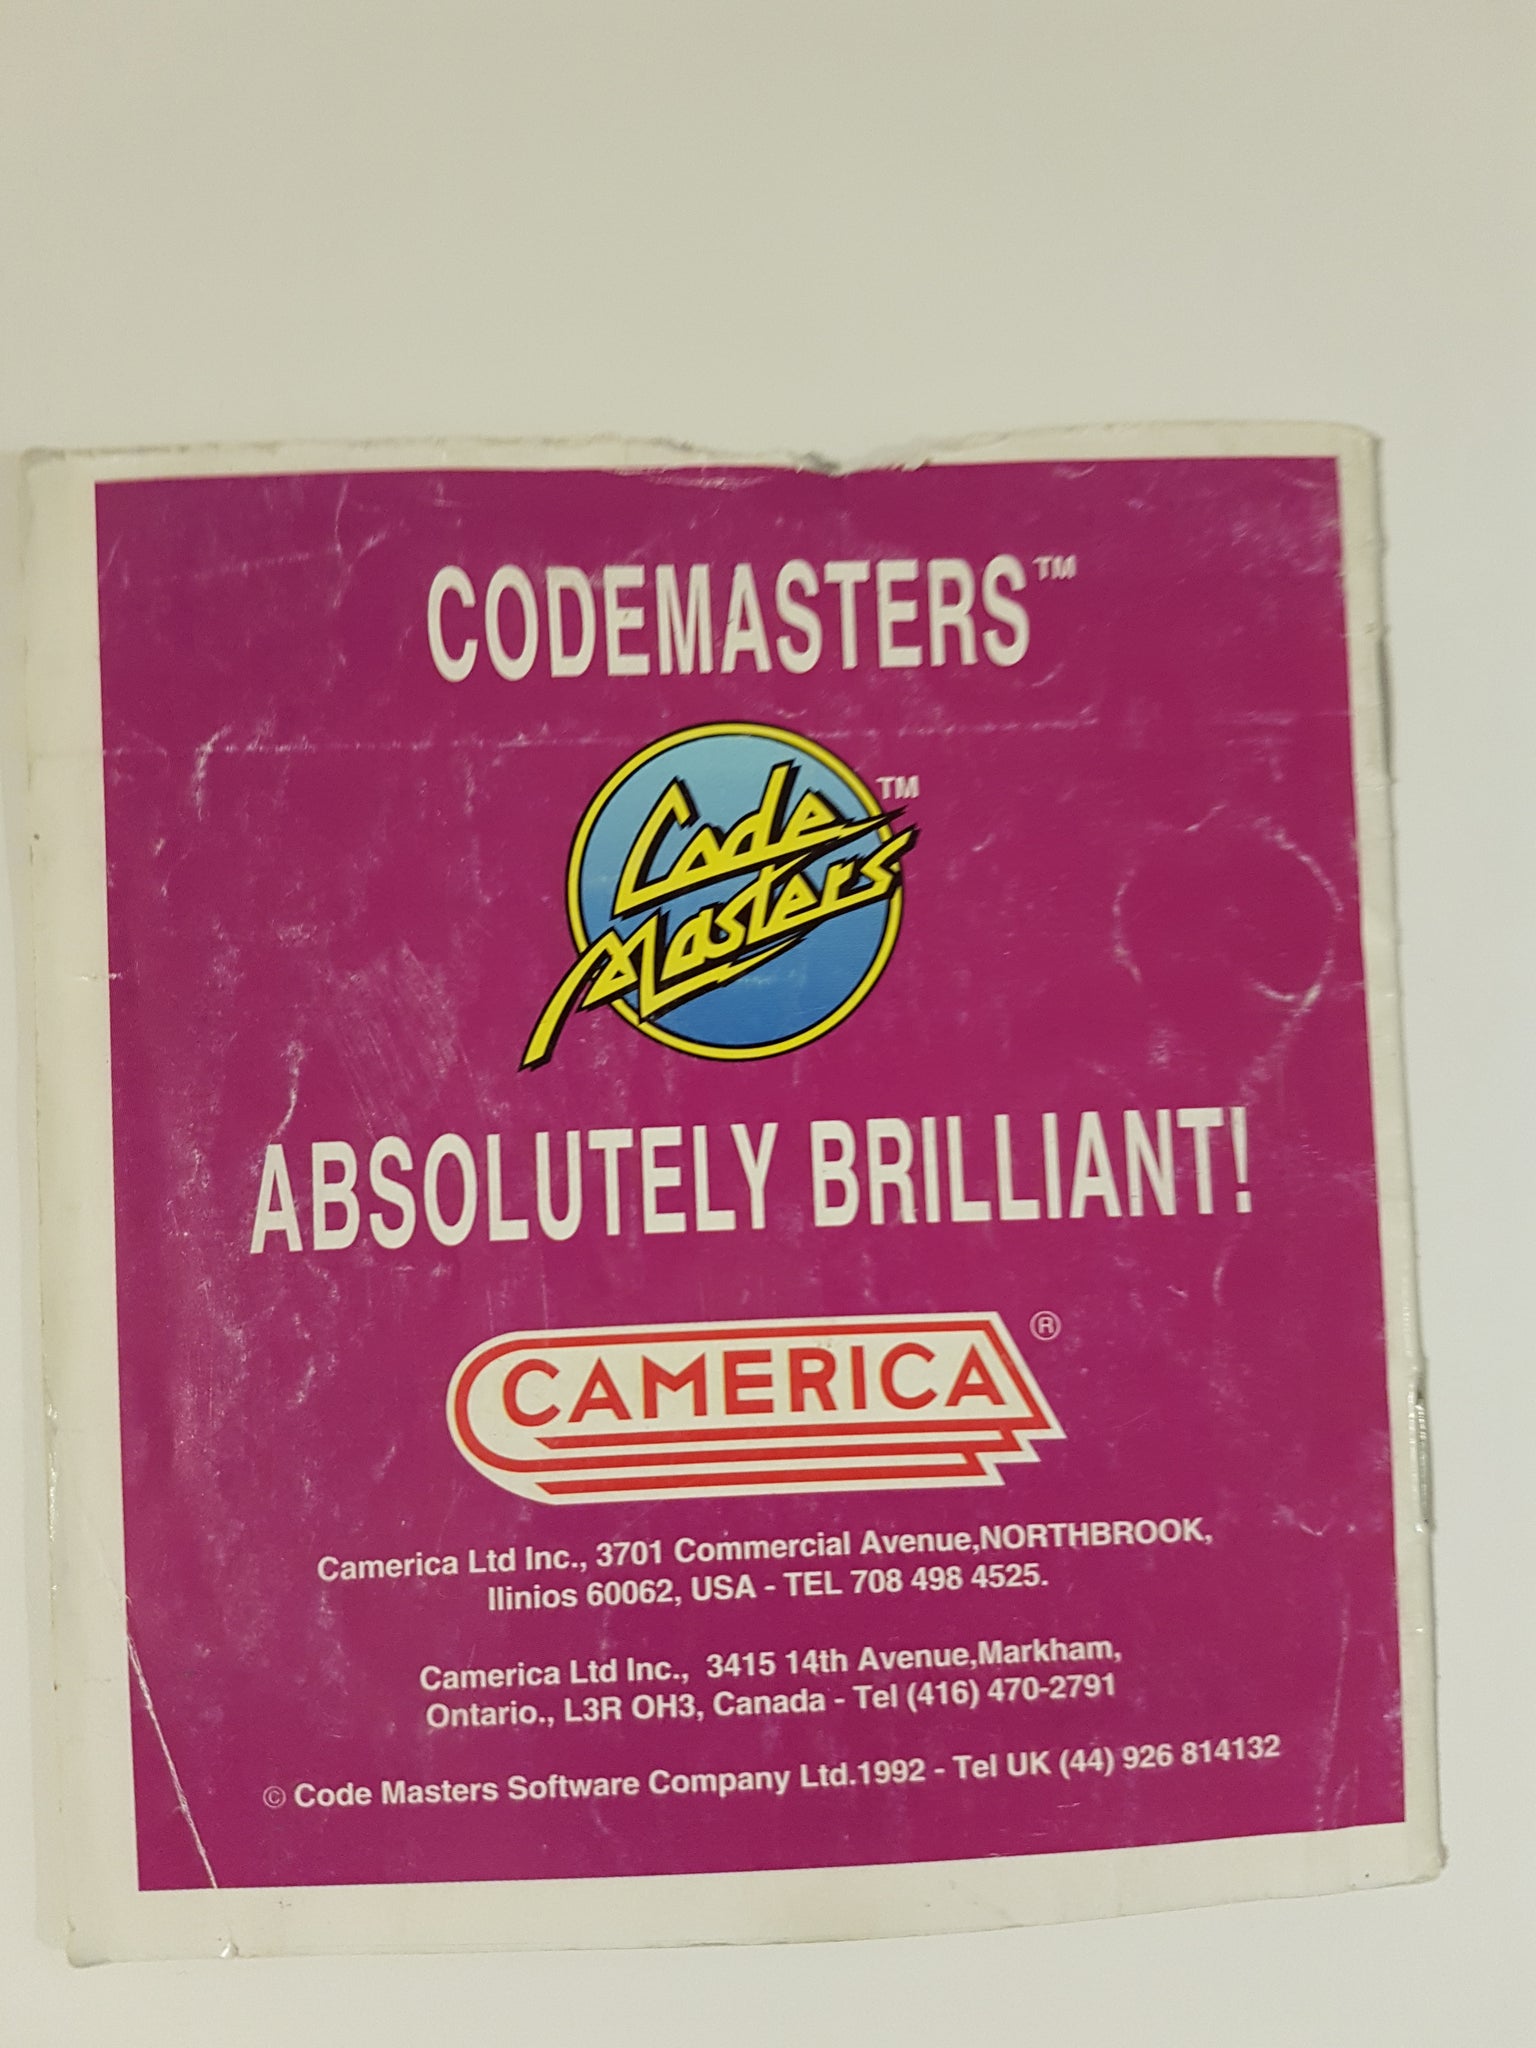 CODEMASTERS™
Code ™
Masters
ABSOLUTELY BRILLIANT!
CAMERICA ®
Camerica Ltd Inc., 3701 Commercial Avenue,NORTHBROOK,
Ilinios 60062, USA - TEL 708 498 4525.
Camerica Ltd Inc., 3415 14th Avenue,Markham,
Ontario., L3R OH3, Canada - Tel (416) 470-2791
© Code Masters Software Company Ltd.1992 - Tel UK (44) 926 814132